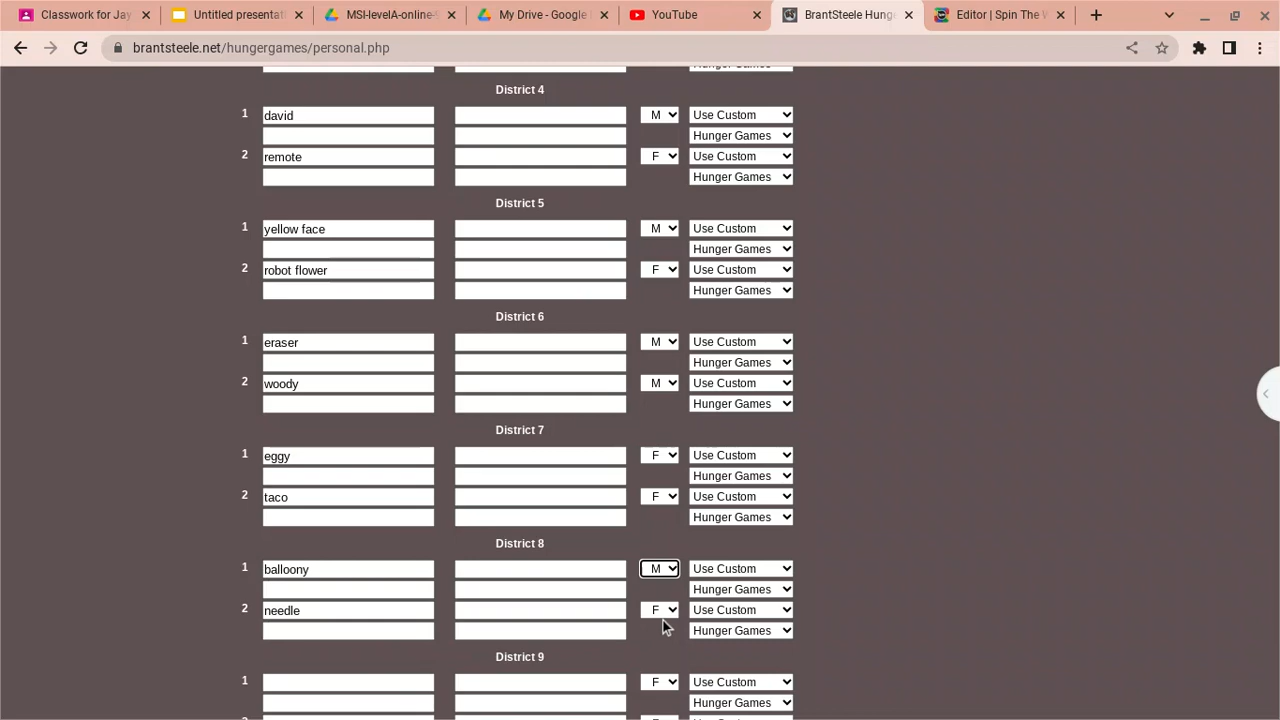 Classwork for Jay
Untitled presentat
MSI-levelA-online-
My Drive - Google
YouTube
BrantSteele Hung
Editor | Spin The W
brantsteele.net/hungergames/personal.php
Hunger Games
District 4
1 david M Use Custom
Hunger Games
2 remote F Use Custom
Hunger Games
District 5
1 yellow face M Use Custom
Hunger Games
2 robot flower F Use Custom
Hunger Games
District 6
1 eraser M Use Custom
Hunger Games
2 woody M Use Custom
Hunger Games
District 7
1 eggy F Use Custom
Hunger Games
2 taco F Use Custom
Hunger Games
District 8
1 balloony M Use Custom
Hunger Games
2 needle F Use Custom
Hunger Games
District 9
1 F Use Custom
Hunger Games